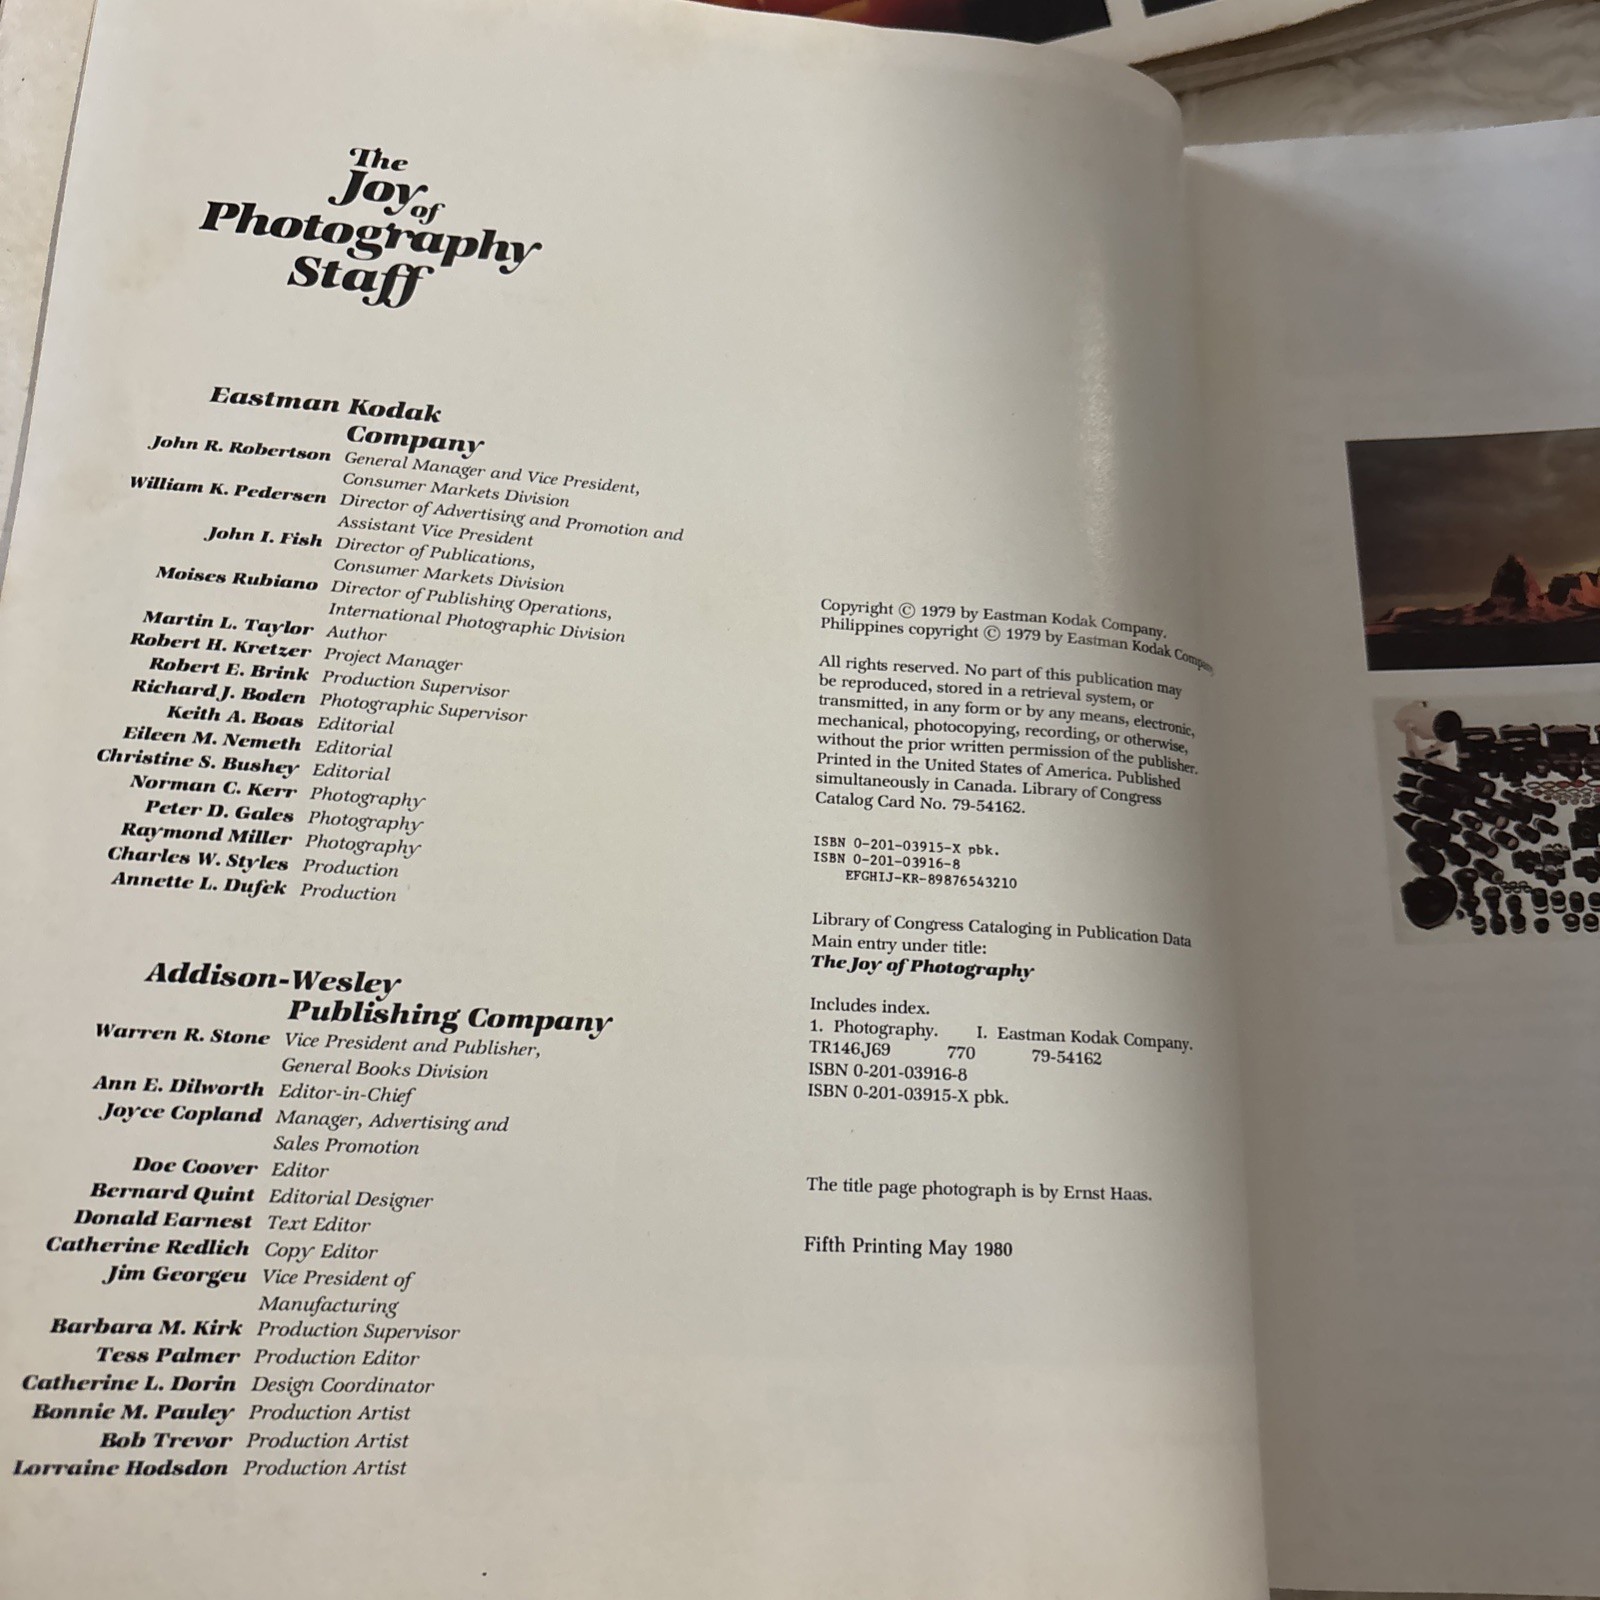 The
Joy of
Photography
Staff
Eastman Kodak
Company
John R. Robertson General Manager and Vice President,
Consumer Markets Division
William K. Pedersen Director of Advertising and Promotion and
Assistant Vice President
John I. Fish Director of Publications,
Consumer Markets Division
Moises Rubiano Director of Publishing Operations,
International Photographic Division
Martin L. Taylor Author
Robert H. Kretzer Project Manager
Robert E. Brink Production Supervisor
Richard J. Boden Photographic Supervisor
Keith A. Boas Editorial
Eileen M. Nemeth Editorial
Christine S. Bushey Editorial
Norman C. Kerr Photography
Peter D. Gales Photography
Raymond Miller Photography
Charles W. Styles Production
Annette L. Dufek Production
Addison-Wesley
Publishing Company
Warren R. Stone Vice President and Publisher,
General Books Division
Ann E. Dilworth Editor-in-Chief
Joyce Copland Manager, Advertising and
Sales Promotion
Doe Coover Editor
Bernard Quint Editorial Designer
Donald Earnest Text Editor
Catherine Redlich Copy Editor
Jim Georgeu Vice President of
Manufacturing
Barbara M. Kirk Production Supervisor
Tess Palmer Production Editor
Catherine L. Dorin Design Coordinator
Bonnie M. Pauley Production Artist
Bob Trevor Production Artist
Lorraine Hodsdon Production Artist
Copyright © 1979 by Eastman Kodak Company.
Philippines copyright © 1979 by Eastman Kodak Company
All rights reserved. No part of this publication may
be reproduced, stored in a retrieval system, or
transmitted, in any form or by any means, electronic,
mechanical, photocopying, recording, or otherwise,
without the prior written permission of the publisher.
Printed in the United States of America. Published
simultaneously in Canada. Library of Congress
Catalog Card No. 79-54162.
ISBN 0-201-03915-X pbk.
ISBN 0-201-03916-8
EFGHIJ-KR-89876543210
Library of Congress Cataloging in Publication Data
Main entry under title:
The Joy of Photography
Includes index.
1. Photography. I. Eastman Kodak Company.
TR146.J69 770 79-54162
ISBN 0-201-03916-8
ISBN 0-201-03915-X pbk.
The title page photograph is by Ernst Haas.
Fifth Printing May 1980